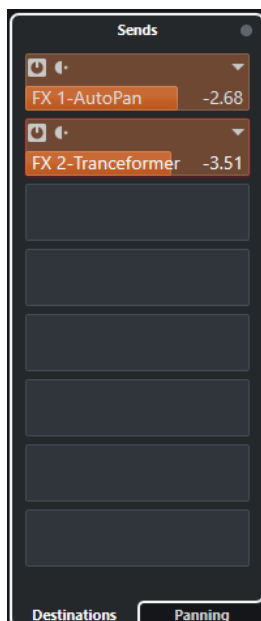 Sends
FX 1-AutoPan -2.68
FX 2-Tranceformer -3.51
Destinations Panning